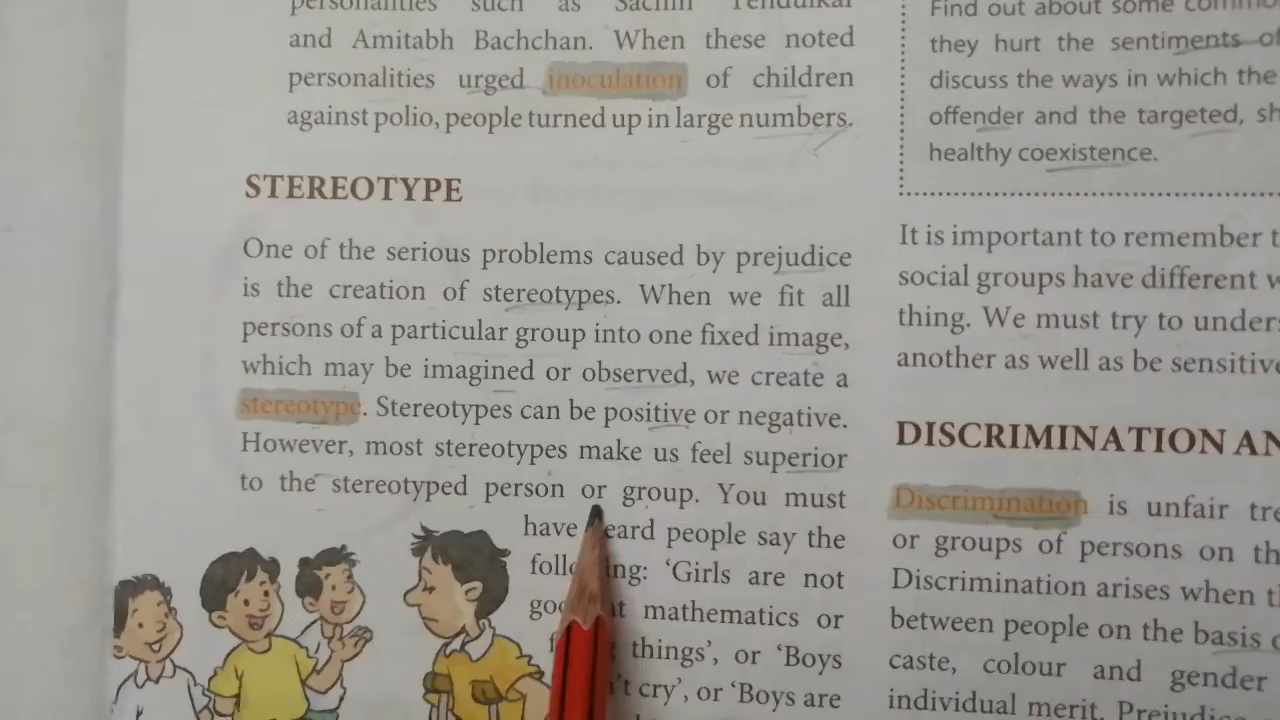 personalities such as Sachin Tendulkar
and Amitabh Bachchan. When these noted
personalities urged inoculation of children
against polio, people turned up in large numbers.
STEREOTYPE
One of the serious problems caused by prejudice
is the creation of stereotypes. When we fit all
persons of a particular group into one fixed image,
which may be imagined or observed, we create a
stereotype. Stereotypes can be positive or negative.
However, most stereotypes make us feel superior
to the stereotyped person or group. You must
have heard people say the
following: 'Girls are not
mathematics or
things', or 'Boys
cry', or 'Boys are
Find out about some
they hurt the sentiments
discuss the ways in which the
offender and the targeted,
healthy coexistence.
It is important to remember
social groups have different
thing. We must try to
another as well as be
DISCRIMINATION
Discrimination is unfair
or groups of persons on
Discrimination arises when
between people on the basis
caste, colour and gender
individual merit.